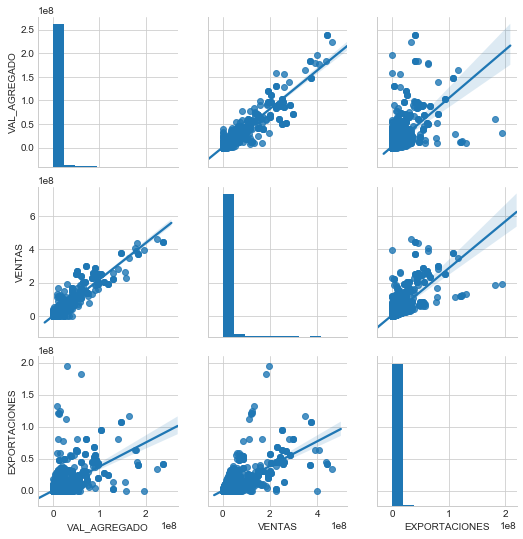 1e8
VAL_AGREGADO
2.5
2.0
1.5
1.0
0.5
0.0
1e8
VENTAS
6
4
2
0
1e8
EXPORTACIONES
2.0
1.5
1.0
0.5
0.0
0 1 2
1e8
VAL_AGREGADO
0 2 4
1e8
VENTAS
0 1 2
1e8
EXPORTACIONES